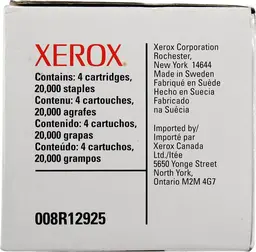 XEROX
Contains: 4 cartridges,
20,000 staples
Contenu: 4 cartouches,
20,000 agrafes
Contenido: 4 cartuchos,
20,000 grapas
Conteúdo: 4 cartuchos,
20,000 grampos
008R12925
Xerox Corporation
Rochester,
New York 14644
Made in Sweden
Fabriqué en Suède
Hecho en Suecia
Fabricado
na Suécia
Imported by/
Importé par
Xerox Canada
Ltd./ltée
5650 Yonge Street
North York,
Ontario M2M 4G7